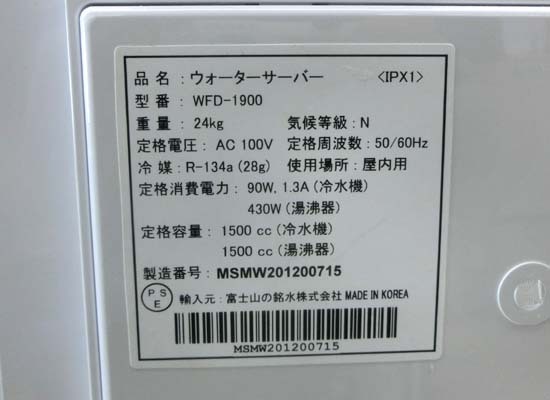 品名：ウォーターサーバー 〈IPX1〉
型番：WFD-1900
重量：24kg 気候等級：N
定格電圧：AC 100V 定格周波数：50/60Hz
冷媒：R-134a (28g) 使用場所：屋内用
定格消費電力：90W, 1.3A (冷水機)
430W (湯沸器)
定格容量：1500 cc (冷水機)
1500 cc (湯沸器)
製造番号：MSMW201200715
PSE 輸入元：富士山の銘水株式会社 MADE IN KOREA
MSMW201200715